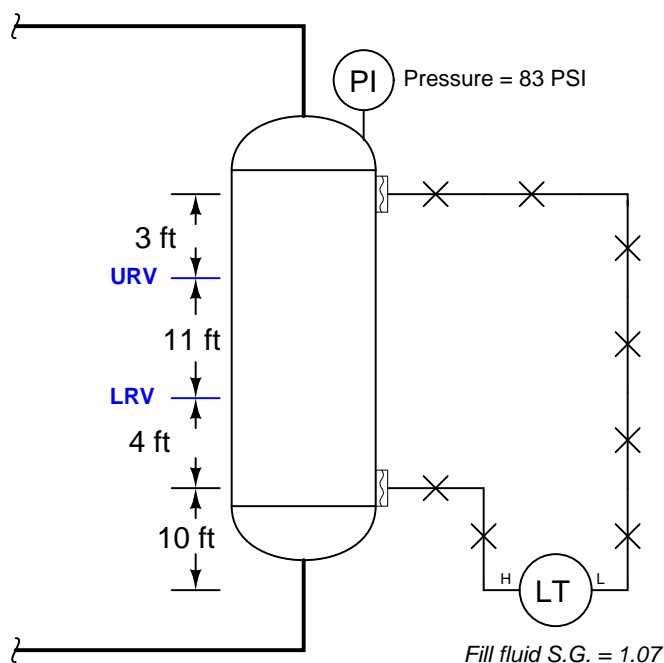 PI
Pressure = 83 PSI
3 ft
URV
11 ft
LRV
4 ft
10 ft
H
LT
L
Fill fluid S.G. = 1.07